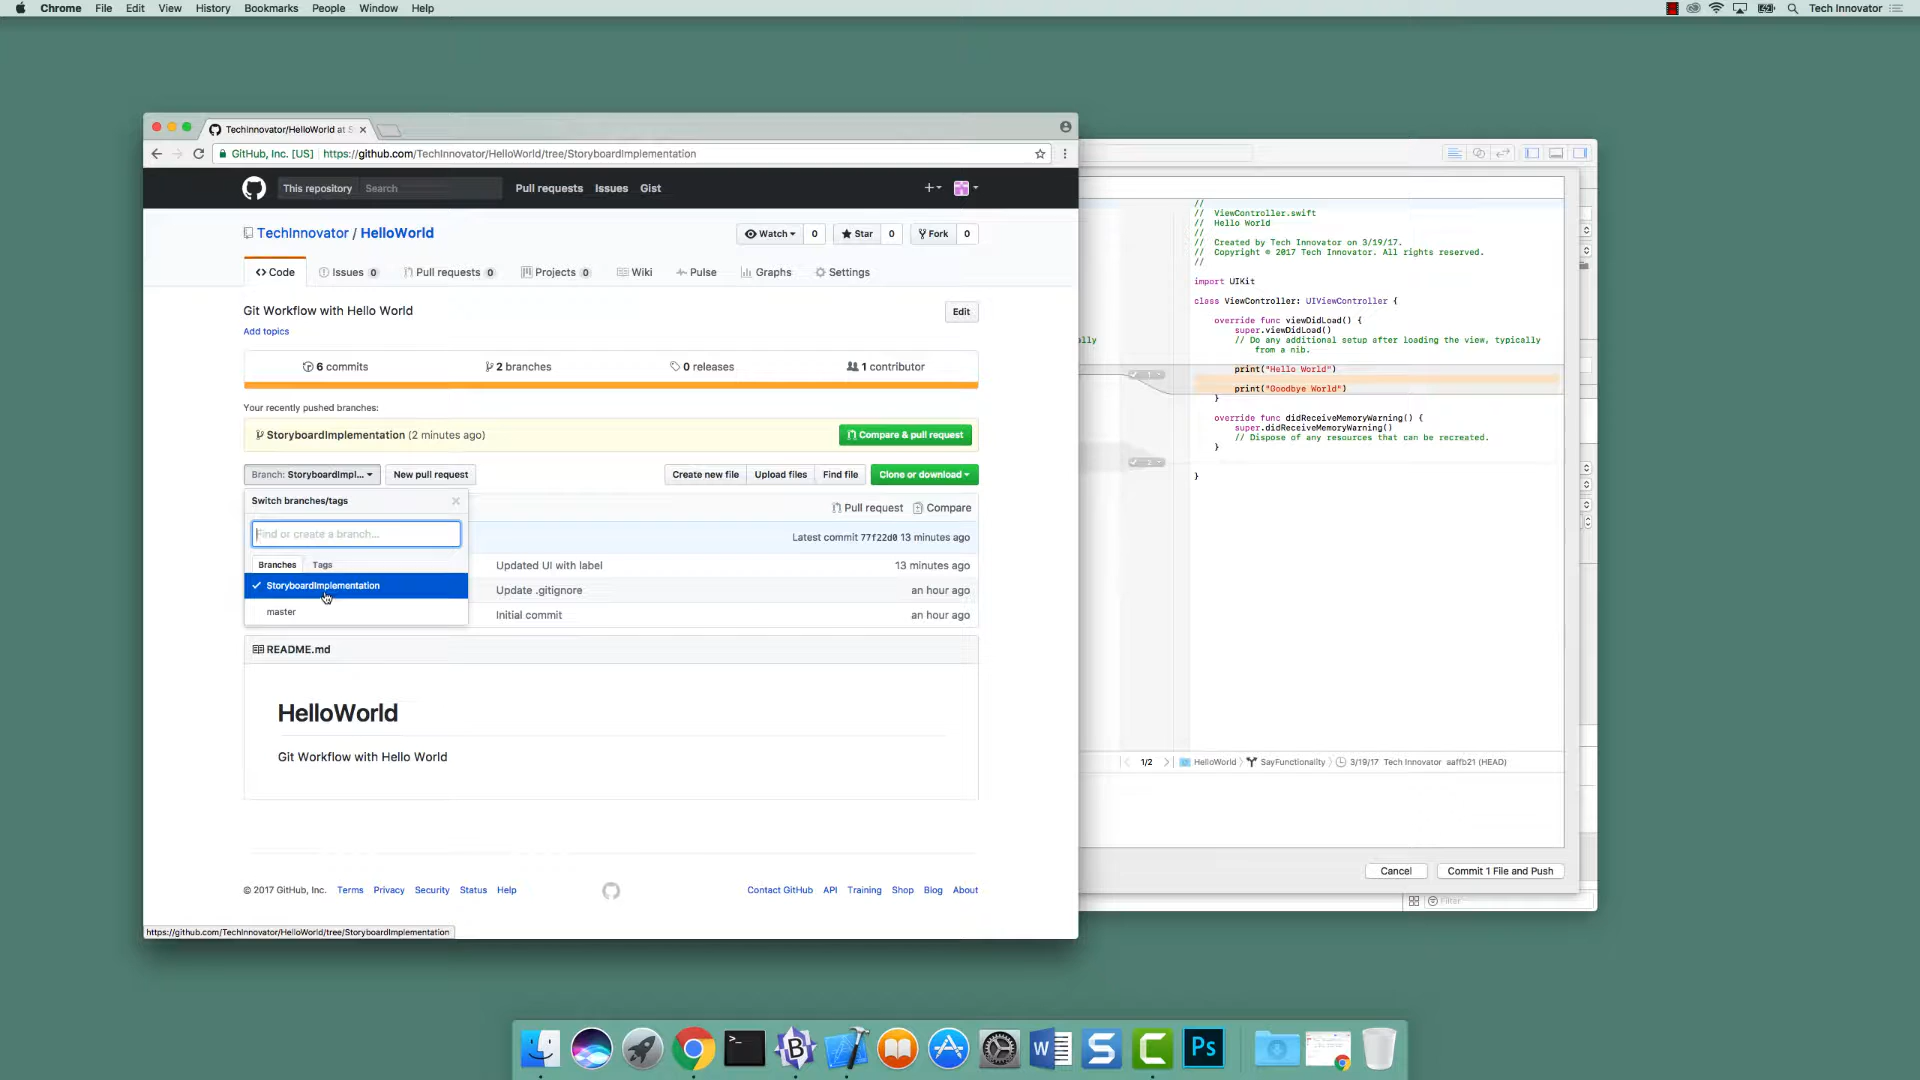 Chrome File Edit View History Bookmarks People Window Help
Tech Innovator
TechInnovator/HelloWorld at S
GitHub, Inc. [US] https://github.com/TechInnovator/HelloWorld/tree/StoryboardImplementation
This repository Search Pull requests Issues Gist
TechInnovator / HelloWorld
Watch 0 Star 0 Fork 0
Code Issues 0 Pull requests 0 Projects 0 Wiki Pulse Graphs Settings
Git Workflow with Hello World
Edit
Add topics
6 commits 2 branches 0 releases 1 contributor
Your recently pushed branches:
StoryboardImplementation (2 minutes ago)
Compare & pull request
Branch: StoryboardImpl... New pull request Create new file Upload files Find file Clone or download
Switch branches/tags
Pull request Compare
Find or create a branch...
Latest commit 77f22d0 13 minutes ago
Branches Tags
Updated UI with label 13 minutes ago
StoryboardImplementation
Update .gitignore an hour ago
master
Initial commit an hour ago
README.md
HelloWorld
Git Workflow with Hello World
© 2017 GitHub, Inc. Terms Privacy Security Status Help
Contact GitHub API Training Shop Blog About
https://github.com/TechInnovator/HelloWorld/tree/StoryboardImplementation
//
// ViewController.swift
// Hello World
//
// Created by Tech Innovator on 3/19/17.
// Copyright © 2017 Tech Innovator. All rights reserved.
//
import UIKit
class ViewController: UIViewController {
override func viewDidLoad() {
super.viewDidLoad()
// Do any additional setup after loading the view, typically
from a nib.
print("Hello World")
print("Goodbye World")
}
override func didReceiveMemoryWarning() {
super.didReceiveMemoryWarning()
// Dispose of any resources that can be recreated.
}
}
ally
1
2
1/2 HelloWorld SayFunctionality 3/19/17 Tech Innovator aaffb21 (HEAD)
Cancel Commit 1 File and Push
Filter
>_ B W S C Ps